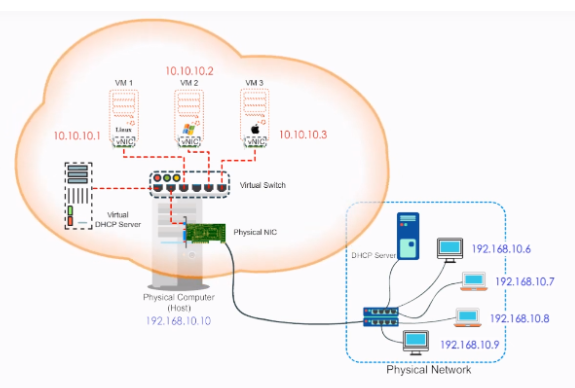 10.10.10.2
VM 1
VM 2
VM 3
Linux
10.10.10.1
vNIC
vNIC
vNIC
10.10.10.3
Virtual Switch
Virtual
DHCP Server
Physical NIC
Physical Computer
(Host)
192.168.10.10
DHCP Server
192.168.10.6
192.168.10.7
192.168.10.8
192.168.10.9
Physical Network